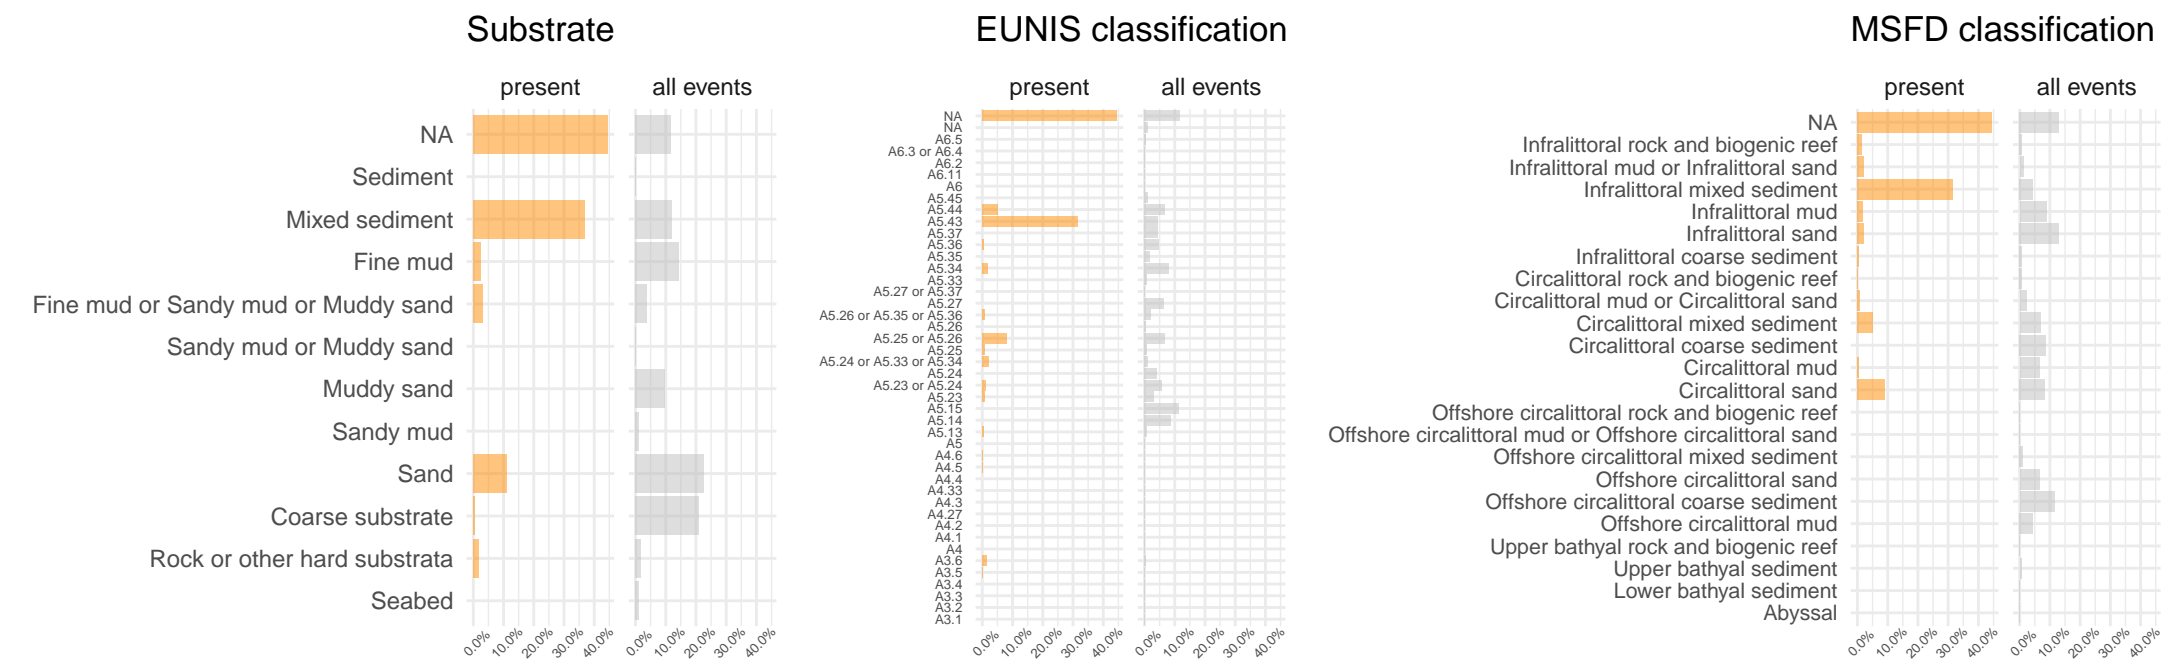 Substrate
present all events
NA
Sediment
Mixed sediment
Fine mud
Fine mud or Sandy mud or Muddy sand
Sandy mud or Muddy sand
Muddy sand
Sandy mud
Sand
Coarse substrate
Rock or other hard substrata
Seabed
0.0% 10.0% 20.0% 30.0% 40.0% 0.0% 10.0% 20.0% 30.0% 40.0%
EUNIS classification
present all events
NA
NA
A6.5
A6.3 or A6.4
A6.2
A6.11
A6
A5.45
A5.44
A5.43
A5.37
A5.36
A5.35
A5.34
A5.33
A5.27 or A5.37
A5.27
A5.26 or A5.35 or A5.36
A5.26
A5.25 or A5.26
A5.25
A5.24 or A5.33 or A5.34
A5.24
A5.23 or A5.24
A5.23
A5.15
A5.14
A5.13
A5
A4.6
A4.5
A4.4
A4.33
A4.3
A4.27
A4.2
A4.1
A4
A3.6
A3.5
A3.4
A3.3
A3.2
A3.1
0.0% 10.0% 20.0% 30.0% 40.0% 0.0% 10.0% 20.0% 30.0% 40.0%
MSFD classification
present all events
NA
Infralittoral rock and biogenic reef
Infralittoral mud or Infralittoral sand
Infralittoral mixed sediment
Infralittoral mud
Infralittoral sand
Infralittoral coarse sediment
Circalittoral rock and biogenic reef
Circalittoral mud or Circalittoral sand
Circalittoral mixed sediment
Circalittoral coarse sediment
Circalittoral mud
Circalittoral sand
Offshore circalittoral rock and biogenic reef
Offshore circalittoral mud or Offshore circalittoral sand
Offshore circalittoral mixed sediment
Offshore circalittoral sand
Offshore circalittoral coarse sediment
Offshore circalittoral mud
Upper bathyal rock and biogenic reef
Upper bathyal sediment
Lower bathyal sediment
Abyssal
0.0% 10.0% 20.0% 30.0% 40.0% 0.0% 10.0% 20.0% 30.0% 40.0%